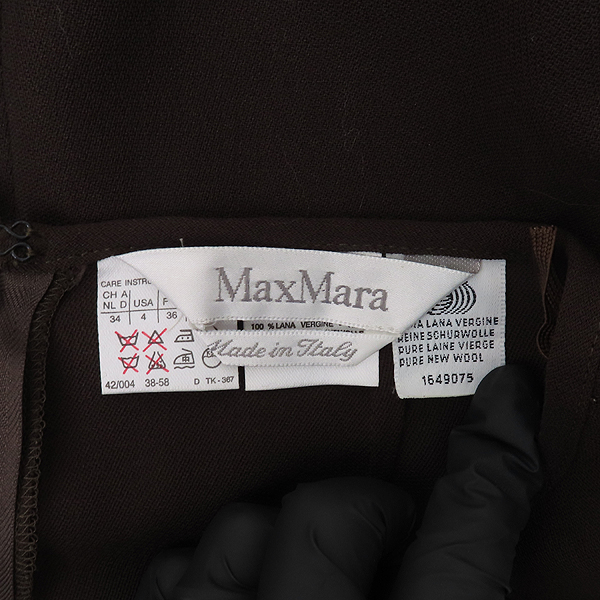 MaxMara
Made in Italy
CARE INSTRUC
CH A
NL D USA F
34 4 36
42/004 38-58 D TK-367
100 % LANA VERGINE
LANA VERGINE
REINE SCHURWOLLE
PURE LAINE VIERGE
PURE NEW WOOL
1649075